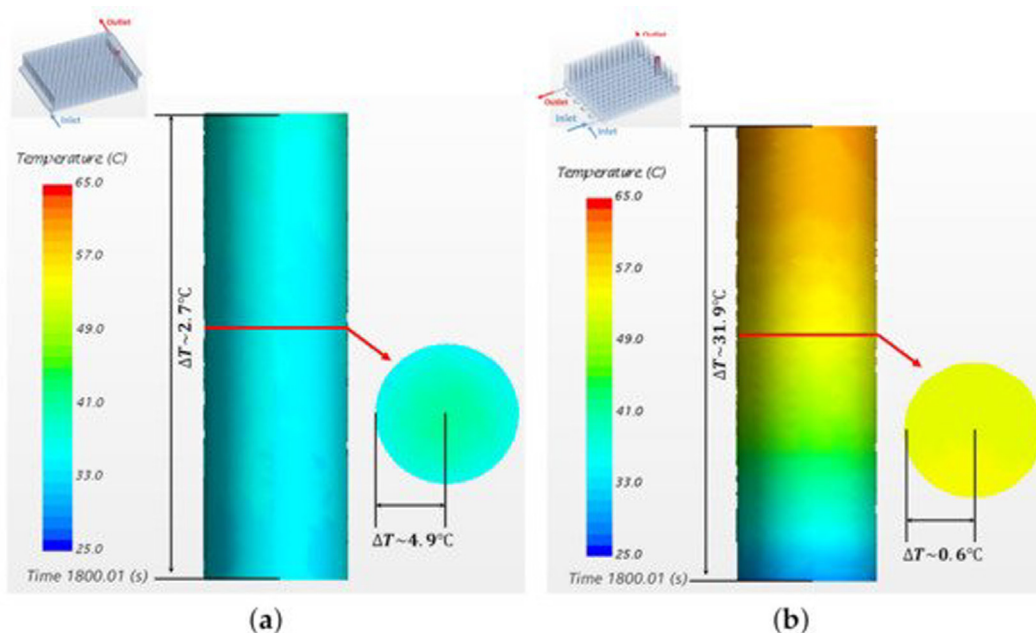 Outlet
Inlet
Temperature (C)
65.0
57.0
49.0
41.0
33.0
25.0
Time 1800.01 (s)
ΔT~2.7°C
ΔT~4.9°C
(a)
Outlet
Outlet
Inlet
Inlet
Temperature (C)
65.0
57.0
49.0
41.0
33.0
25.0
Time 1800.01 (s)
ΔT~31.9°C
ΔT~0.6°C
(b)